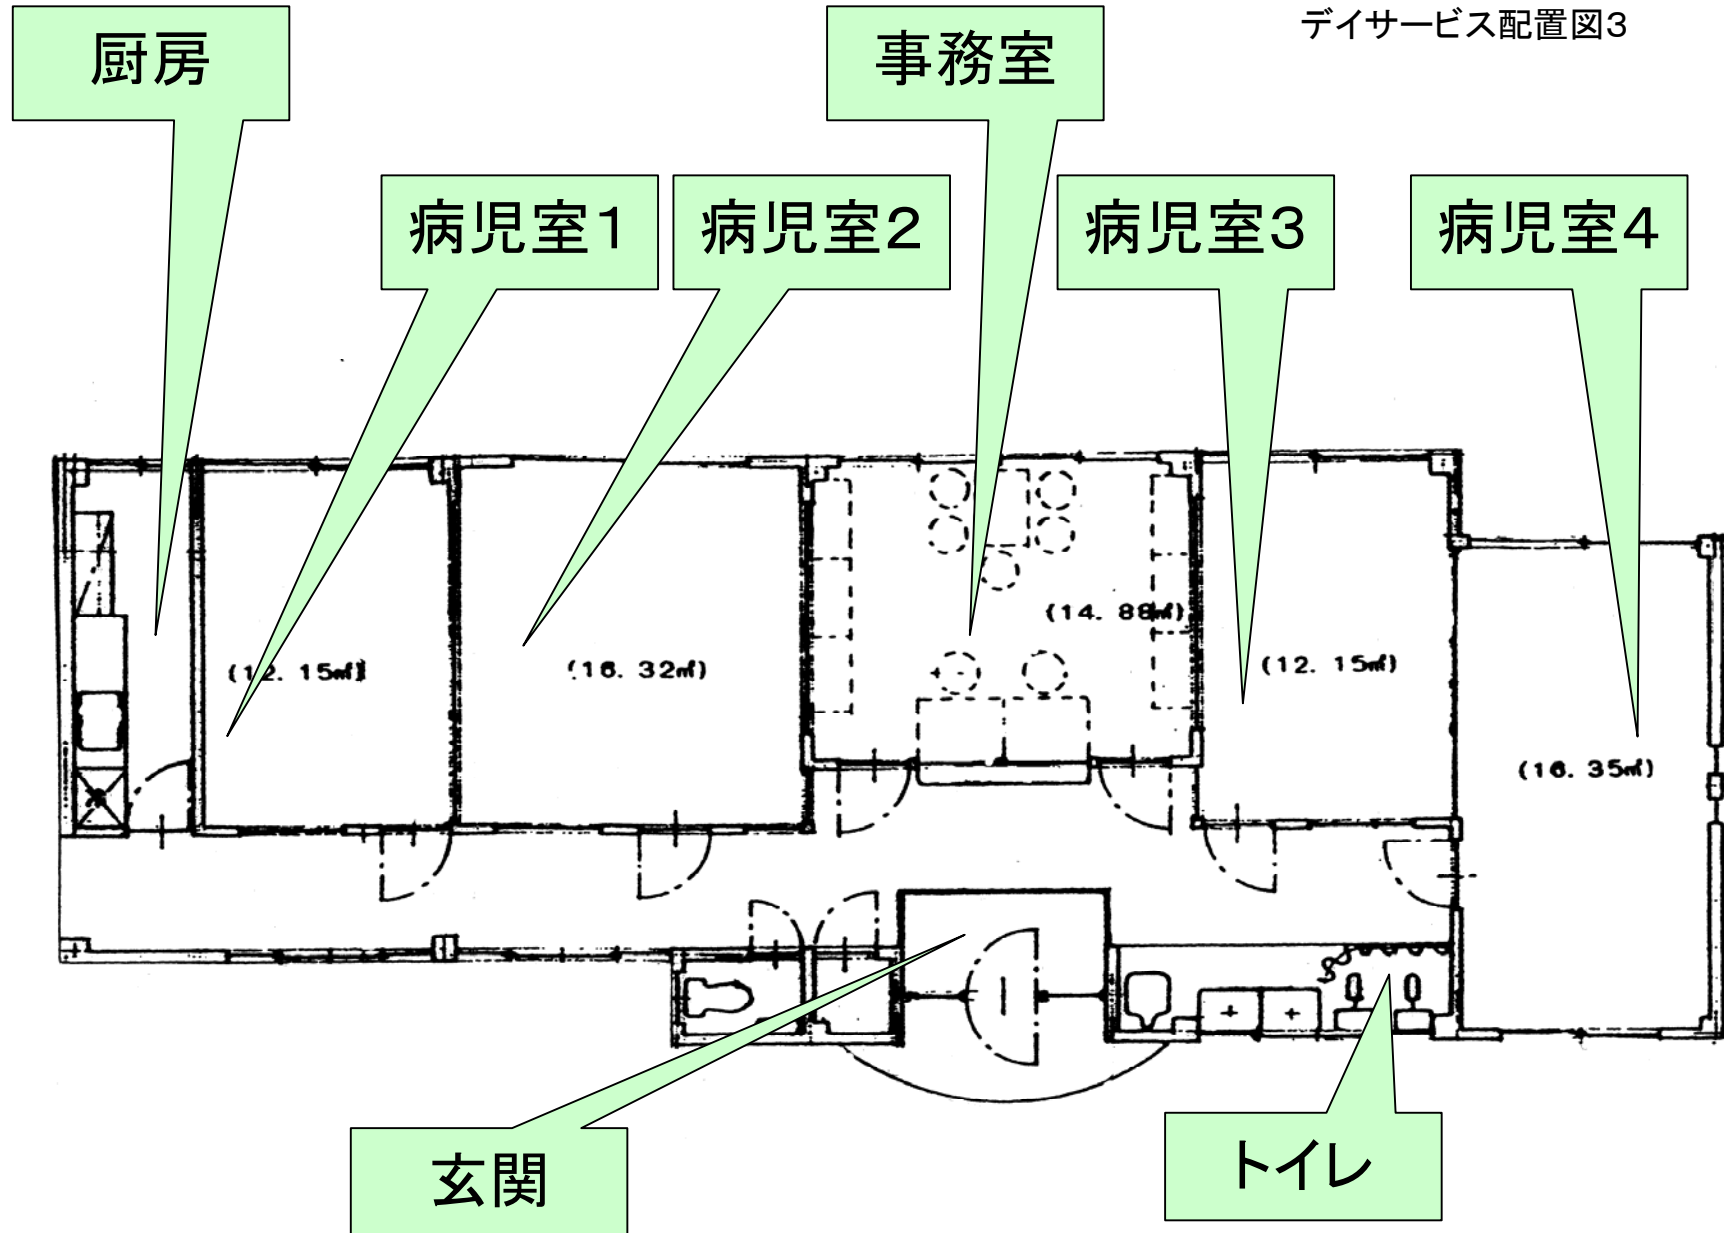 デイサービス配置図3
厨房
事務室
病児室1
病児室2
病児室3
病児室4
(12. 15㎡)
(16. 32㎡)
(14. 88㎡)
(12. 15㎡)
(16. 35㎡)
玄関
トイレ